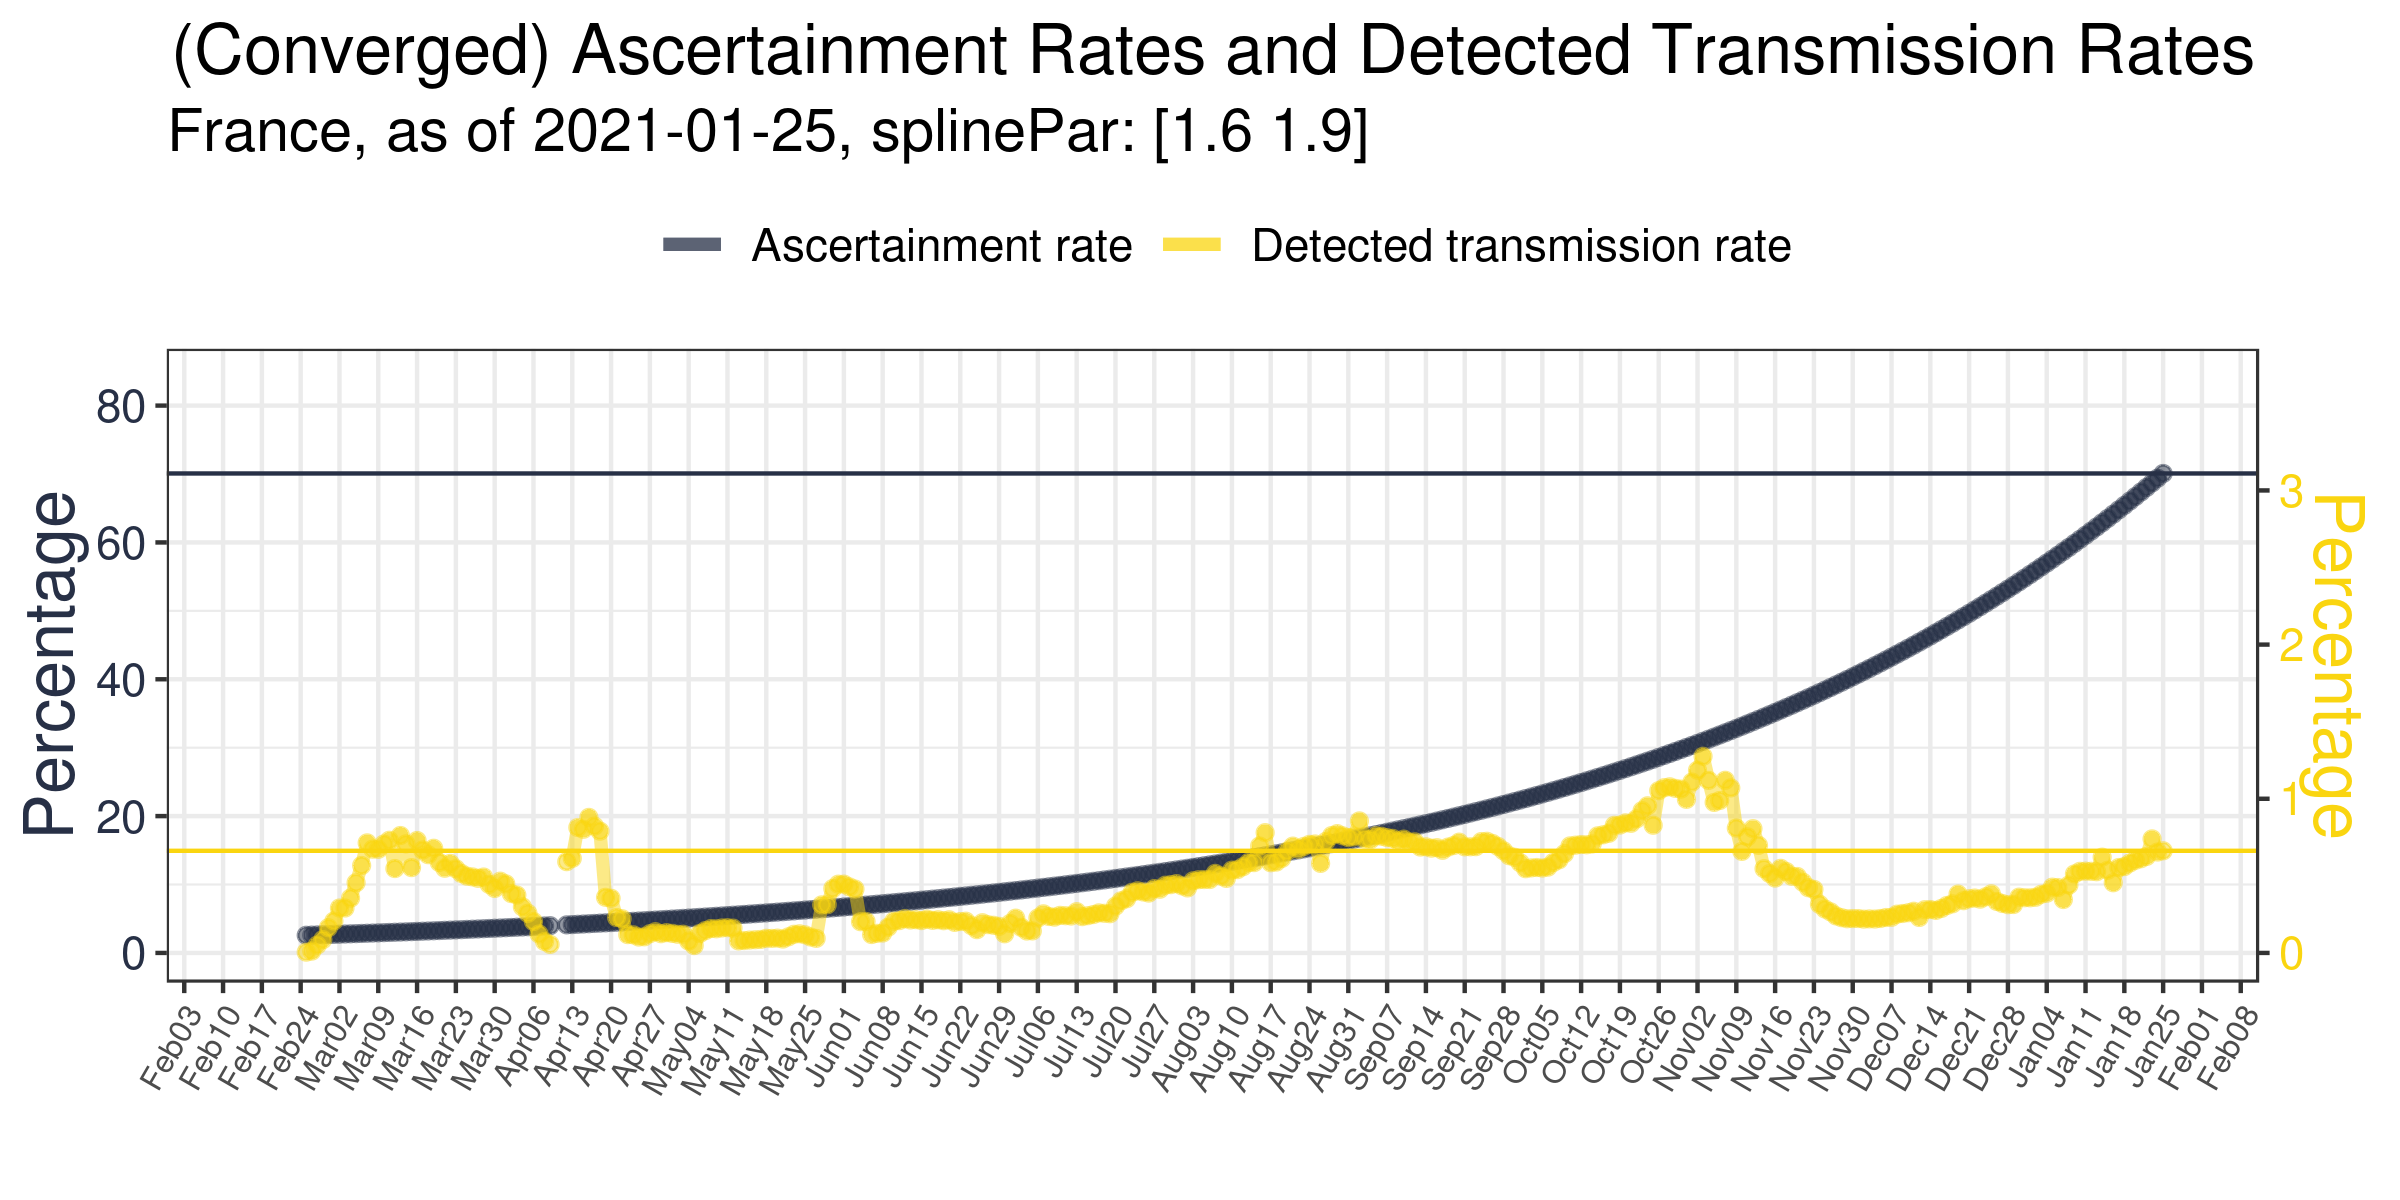 (Converged) Ascertainment Rates and Detected Transmission Rates
France, as of 2021-01-25, splinePar: [1.6 1.9]
Ascertainment rate Detected transmission rate
Percentage
80
60
40
20
0
3
2
1
0
Percentage
Feb03 Feb10 Feb17 Feb24 Mar02 Mar09 Mar16 Mar23 Mar30 Apr06 Apr13 Apr20 Apr27 May04 May11 May18 May25 Jun01 Jun08 Jun15 Jun22 Jun29 Jul06 Jul13 Jul20 Jul27 Aug03 Aug10 Aug17 Aug24 Aug31 Sep07 Sep14 Sep21 Sep28 Oct05 Oct12 Oct19 Oct26 Nov02 Nov09 Nov16 Nov23 Nov30 Dec07 Dec14 Dec21 Dec28 Jan04 Jan11 Jan18 Jan25 Feb01 Feb08